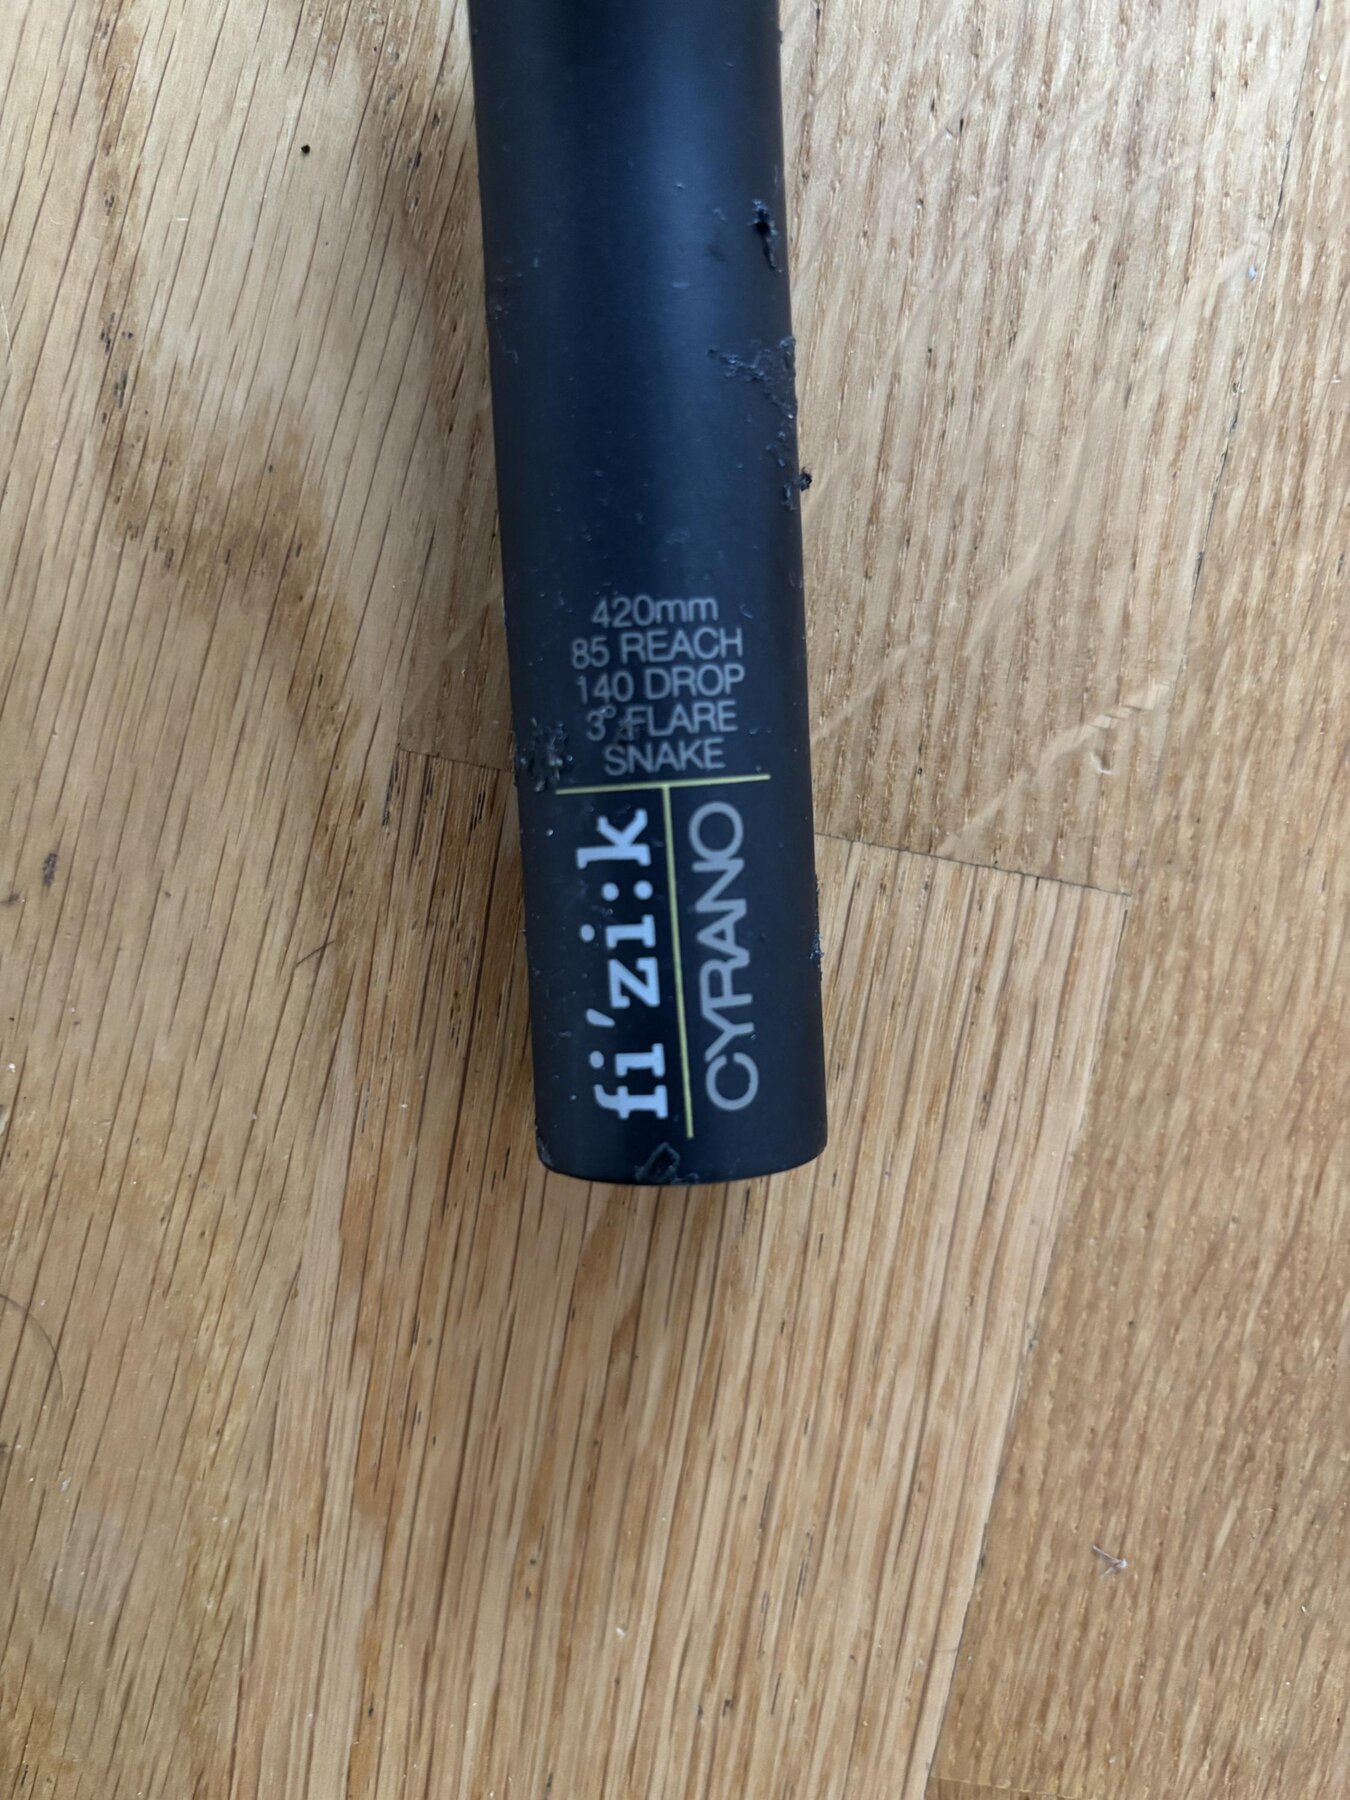 420mm
85 REACH
140 DROP
3° FLARE
SNAKE
fi'zi:k
CYRANO